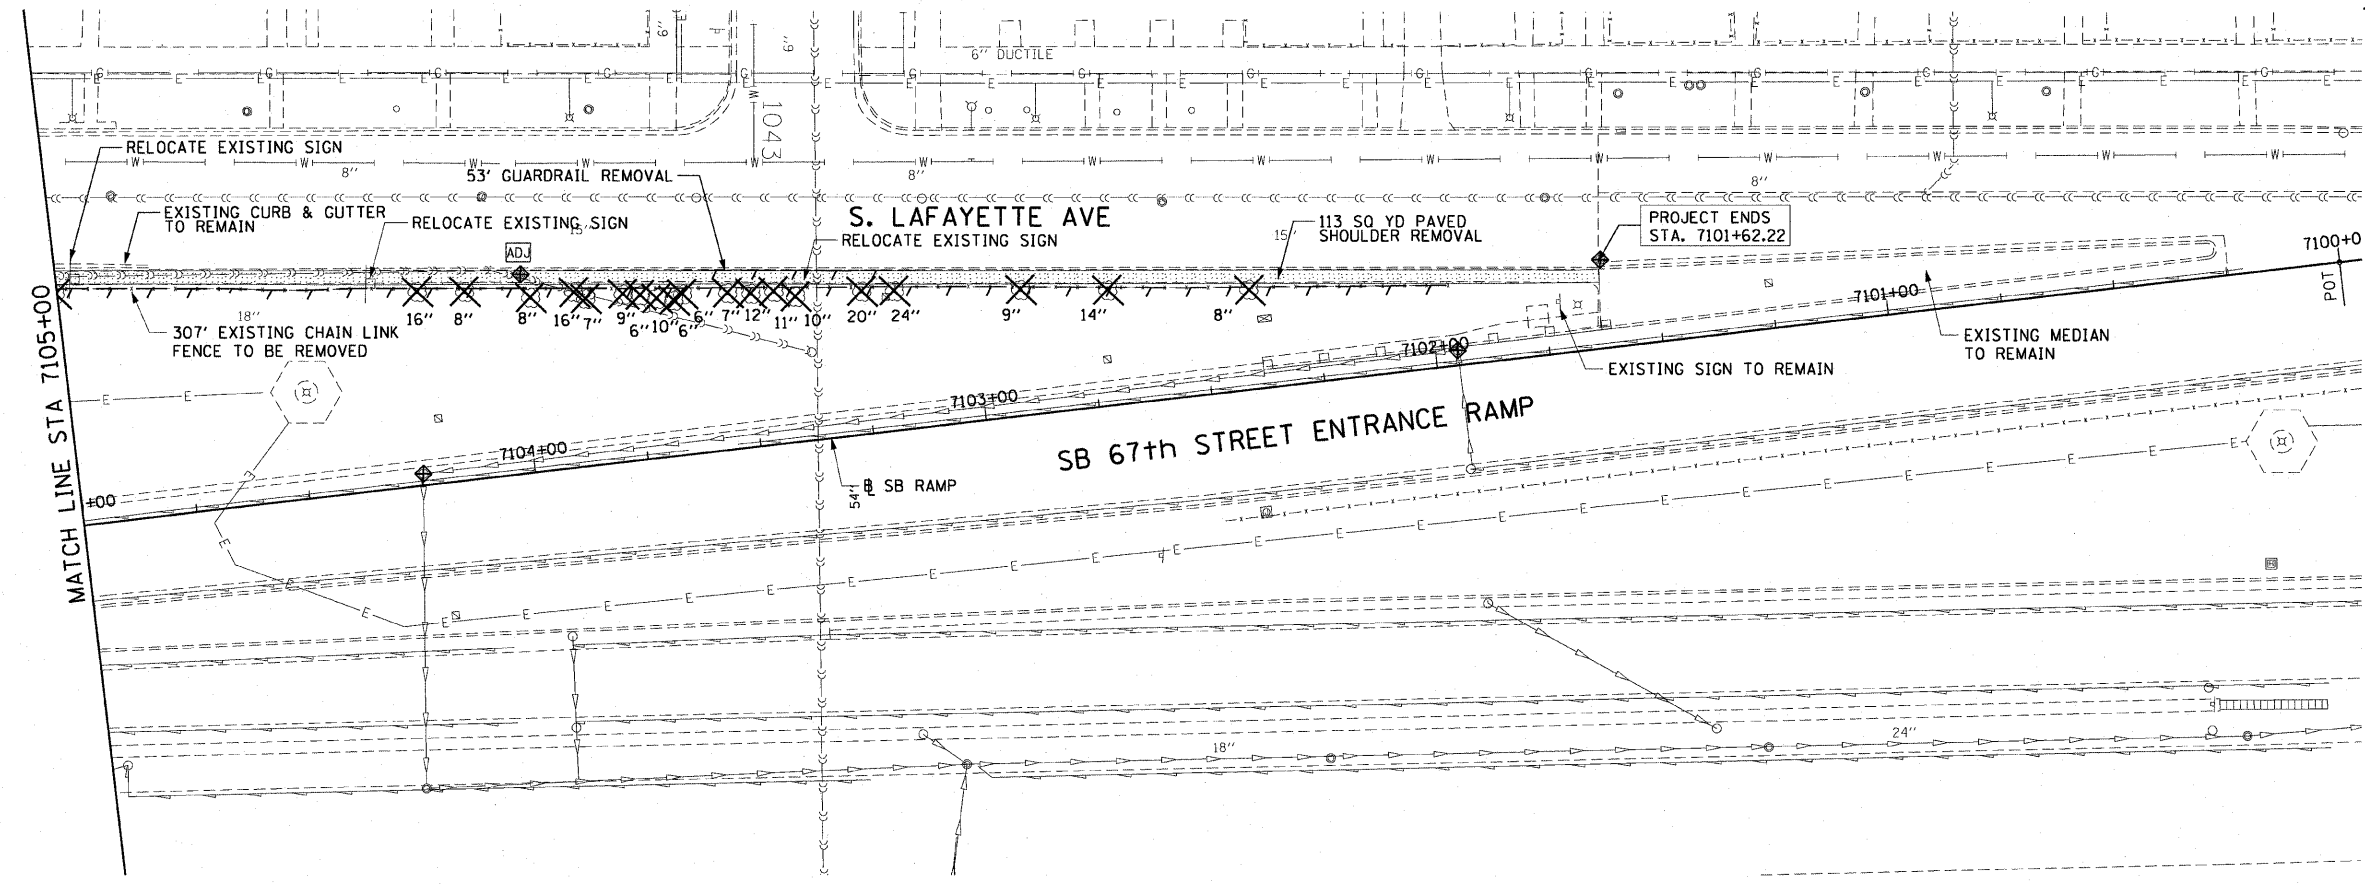 6"
P
6"
6" DUCTILE
1043
RELOCATE EXISTING SIGN
8"
53' GUARDRAIL REMOVAL
8"
8"
EXISTING CURB & GUTTER
TO REMAIN
RELOCATE EXISTING SIGN
15"
S. LAFAYETTE AVE
RELOCATE EXISTING SIGN
15"
113 SQ YD PAVED
SHOULDER REMOVAL
PROJECT ENDS
STA. 7101+62.22
7100+0
POT
ADJ
MATCH LINE STA 7105+00
18"
307' EXISTING CHAIN LINK
FENCE TO BE REMOVED
16"
8"
8"
16"
7"
9"
6"
10"
6"
6"
7"
12"
11"
10"
20"
24"
9"
14"
8"
7101+00
7102+00
7103+00
7104+00
+00
EXISTING MEDIAN
TO REMAIN
EXISTING SIGN TO REMAIN
SB 67th STREET ENTRANCE RAMP
54"
B SB RAMP
18"
24"